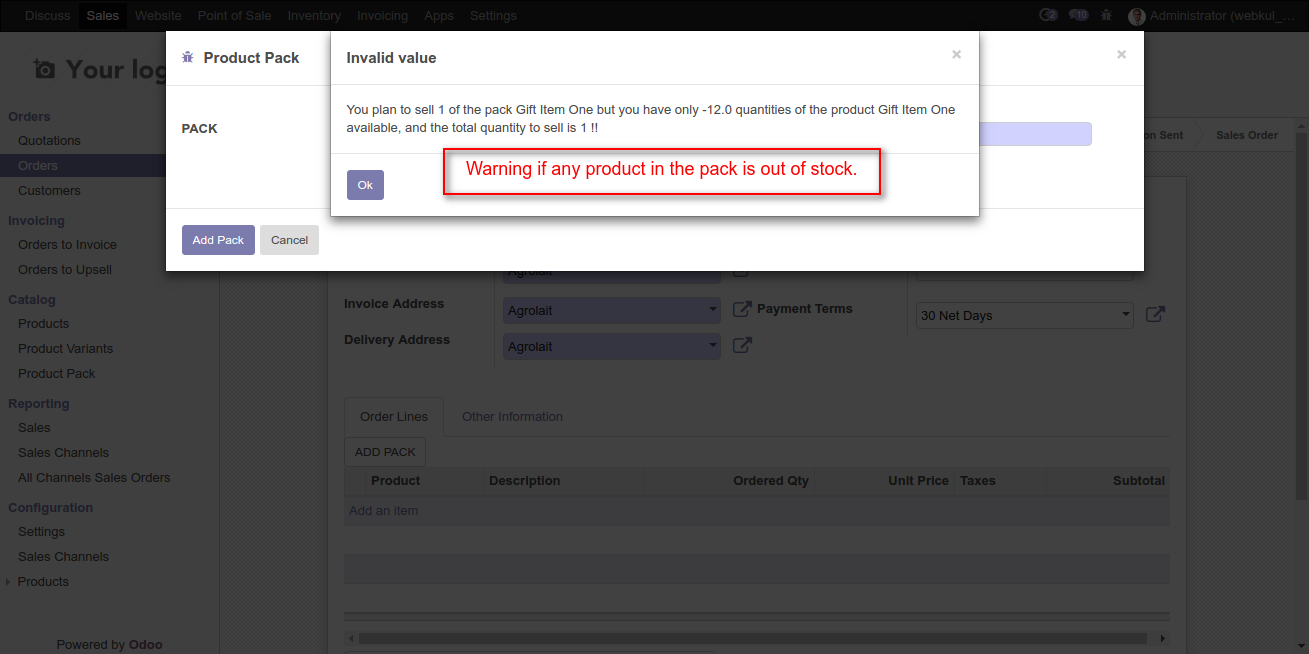 Discuss Sales Website Point of Sale Inventory Invoicing Apps Settings 2 10 Administrator (webkul_...
Your log
Product Pack
Invalid value
×
×
You plan to sell 1 of the pack Gift Item One but you have only -12.0 quantities of the product Gift Item One
available, and the total quantity to sell is 1 !!
PACK
Warning if any product in the pack is out of stock.
Ok
Add Pack Cancel
on Sent Sales Order
Orders
Quotations
Orders
Customers
Invoicing
Orders to Invoice
Orders to Upsell
Catalog
Products
Product Variants
Product Pack
Reporting
Sales
Sales Channels
All Channels Sales Orders
Configuration
Settings
Sales Channels
Products
Powered by Odoo
Agrolait
Invoice Address Agrolait Payment Terms 30 Net Days
Delivery Address Agrolait
Order Lines Other Information
ADD PACK
Product Description Ordered Qty Unit Price Taxes Subtotal
Add an item